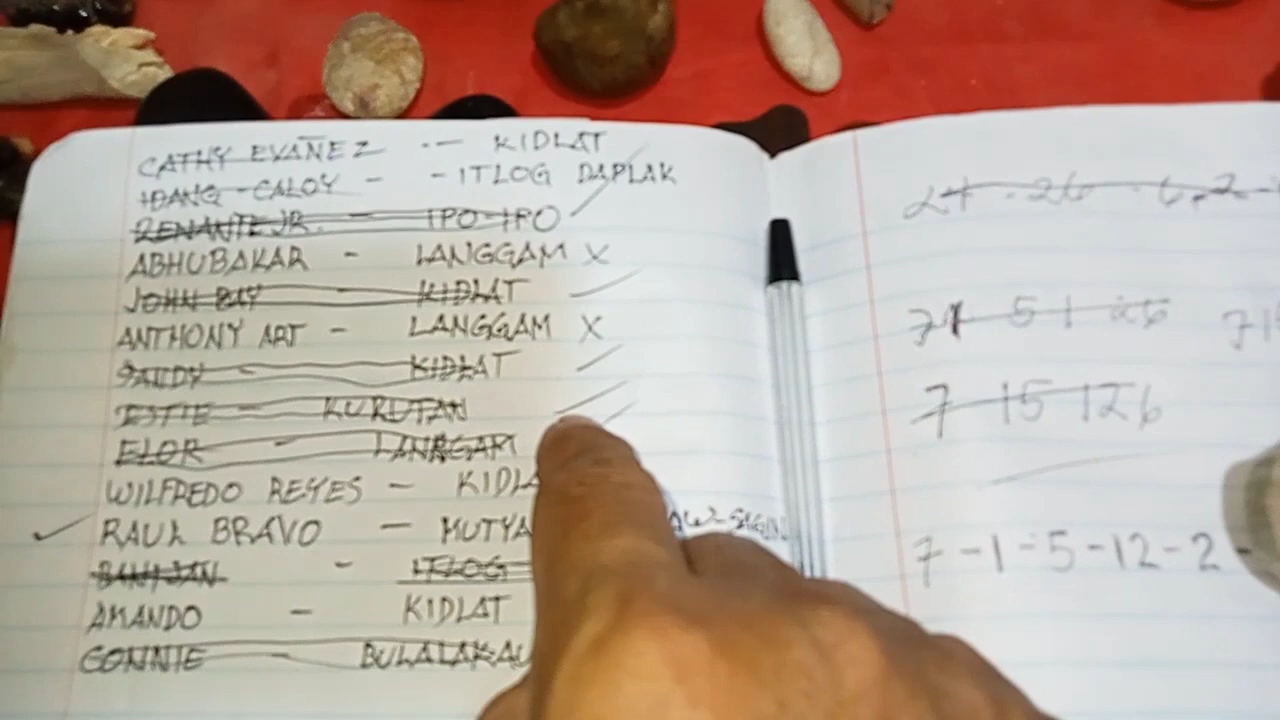 CATHY EVAÑEZ -- KIDLAT
IDANG-CALOY - - ITLOG DAPLAK
RENANTE JR. - IPO-IPO
ABHUBAKAR - LANGGAM X
JOHN RAY - KIDLAT
ANTHONY ART - LANGGAM X
KIDLAT
ESTIE - KURUTAN
ELOR - LANGGAM
WILFREDO REYES - KIDLA
RAUL BRAVO - MUTYA
- ITLOG
AMANDO - KIDLAT
CONNIE - BULALAKAW
7 15 126
7-1-5-12-2-